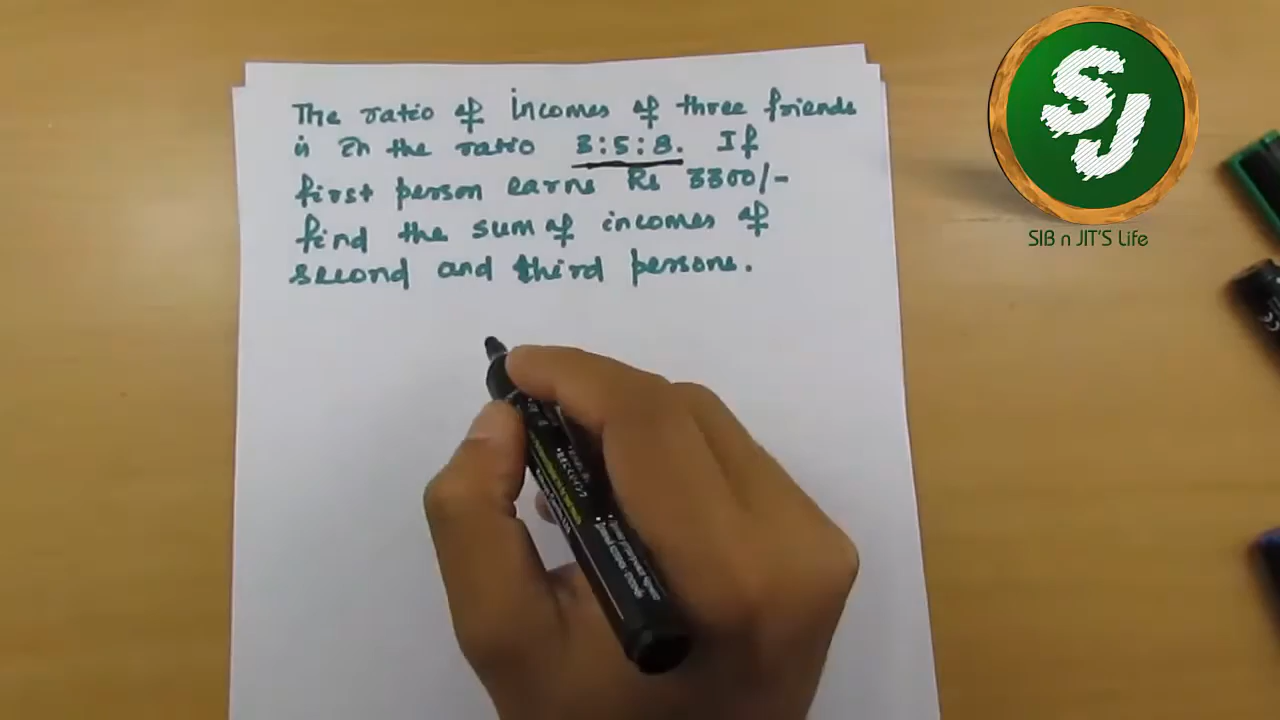 The ratio of incomes of three friends
is in the ratio 3:5:8. If
first person earns Rs 3300/-
find the sum of incomes of
second and third persons.
SJ
SIB n JIT'S Life